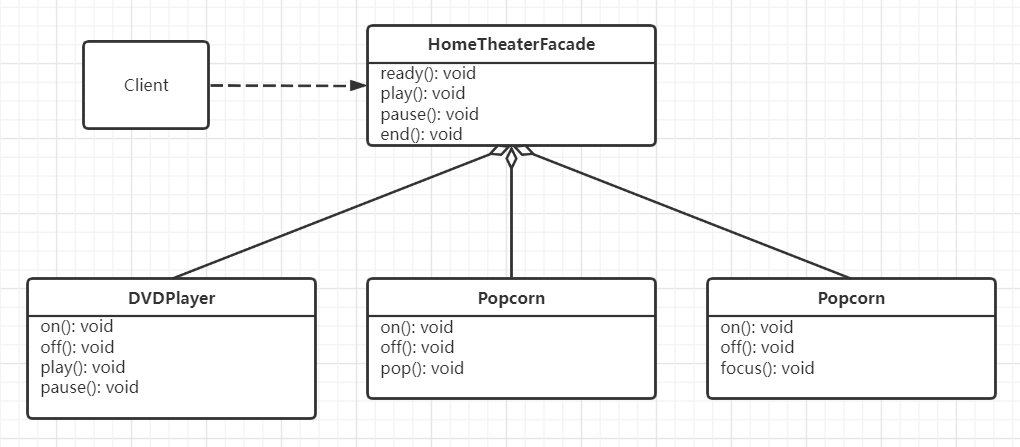 Client
HomeTheaterFacade
ready(): void
play(): void
pause(): void
end(): void
DVDPlayer
on(): void
off(): void
play(): void
pause(): void
Popcorn
on(): void
off(): void
pop(): void
Popcorn
on(): void
off(): void
focus(): void